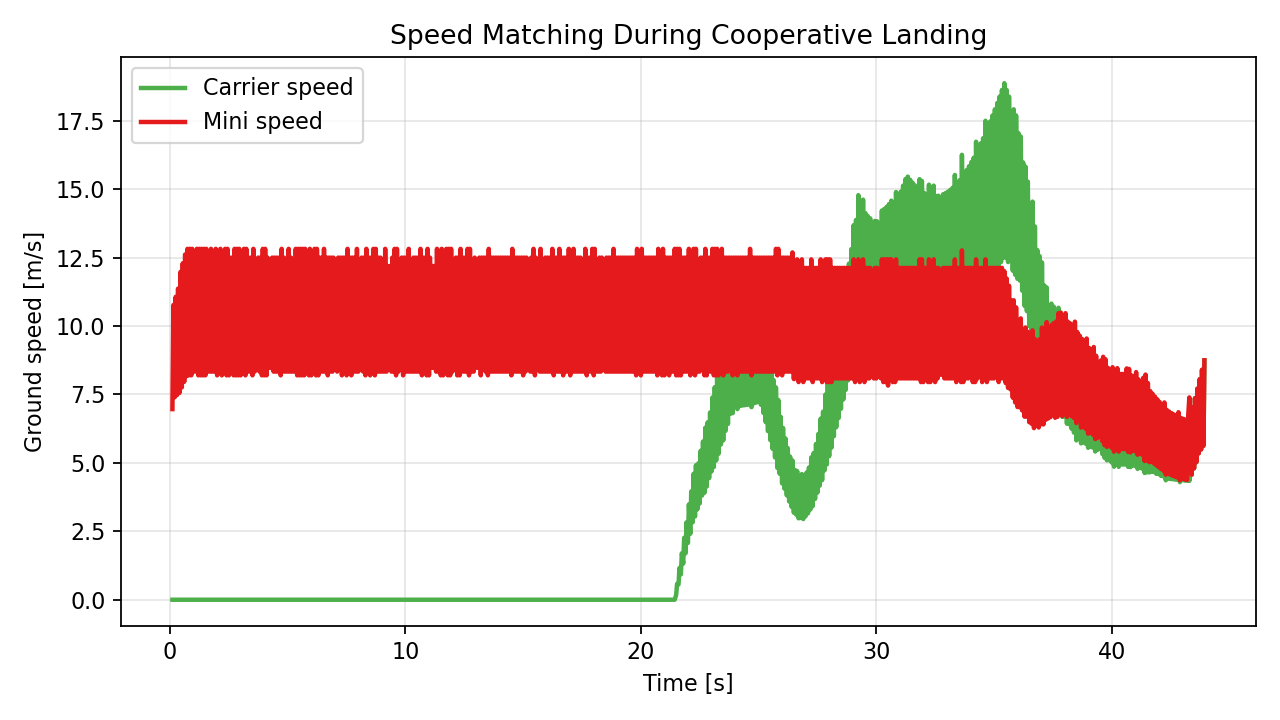 Speed Matching During Cooperative Landing
Carrier speed
Mini speed
Ground speed [m/s]
17.5
15.0
12.5
10.0
7.5
5.0
2.5
0.0
0 10 20 30 40
Time [s]